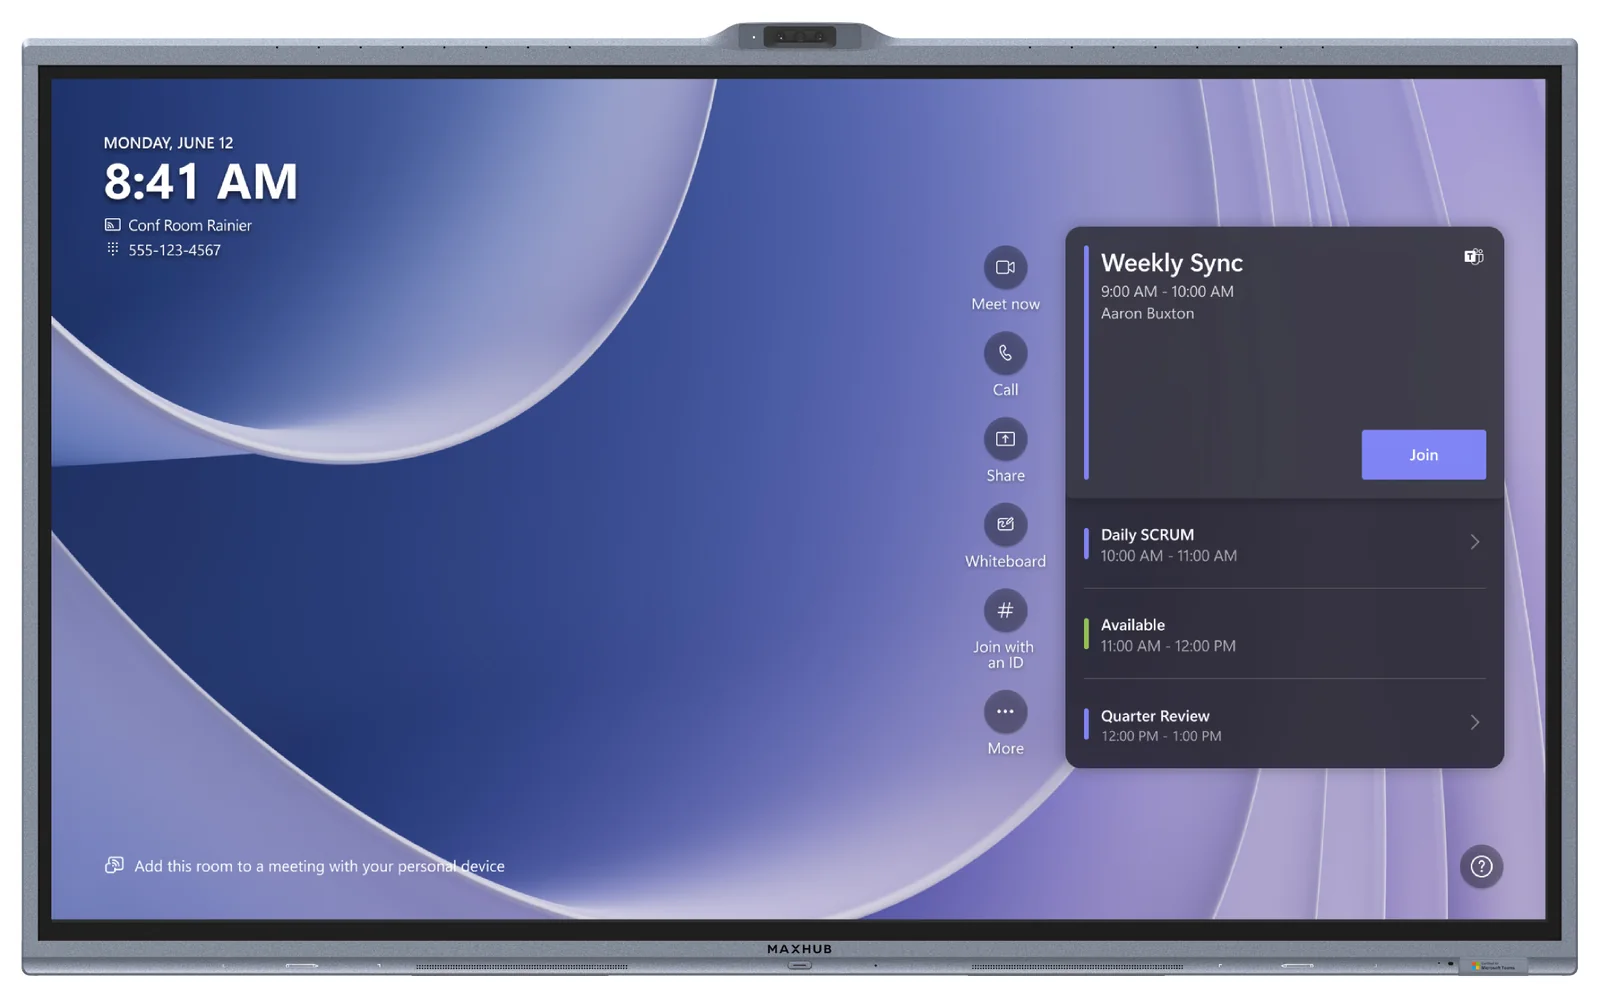 MONDAY, JUNE 12
8:41 AM
Conf Room Rainier
555-123-4567
Meet now
Call
Share
Whiteboard
Join with
an ID
More
Weekly Sync
9:00 AM - 10:00 AM
Aaron Buxton
Join
Daily SCRUM
10:00 AM - 11:00 AM
Available
11:00 AM - 12:00 PM
Quarter Review
12:00 PM - 1:00 PM
Add this room to a meeting with your personal device
MAXHUB
Microsoft Teams